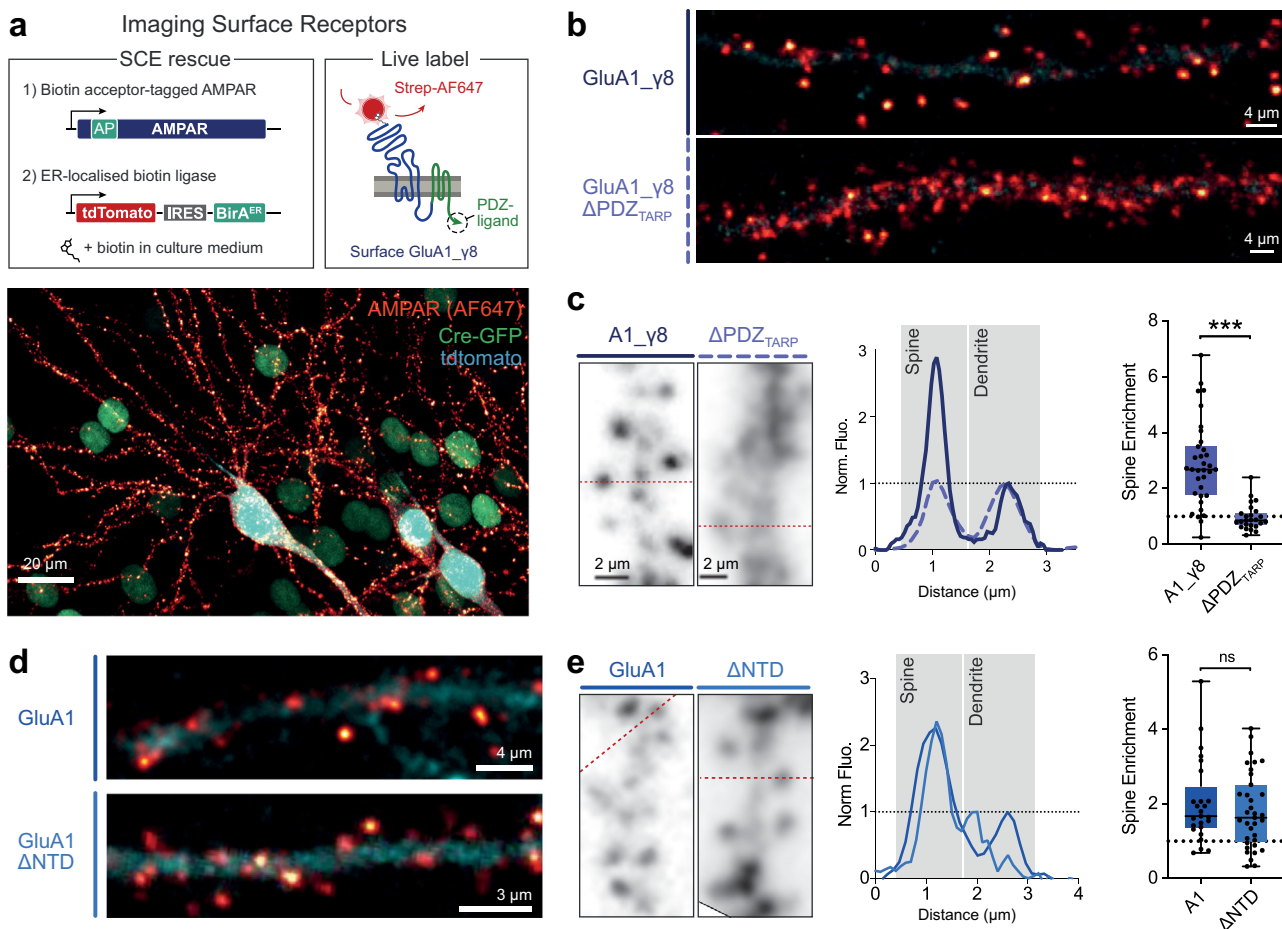 a
Imaging Surface Receptors
SCE rescue
1) Biotin acceptor-tagged AMPAR
AP AMPAR
2) ER-localised biotin ligase
tdTomato IRES BirA^ER
+ biotin in culture medium
Live label
Strep-AF647
PDZ-
ligand
Surface GluA1_γ8
AMPAR (AF647)
Cre-GFP
tdtomato
20 µm
b
GluA1_γ8
4 µm
GluA1_γ8
ΔPDZ_TARP
4 µm
c
A1_γ8
ΔPDZ_TARP
2 µm
2 µm
Norm. Fluo.
3
2
1
0
Spine
Dendrite
0 1 2 3
Distance (µm)
Spine Enrichment
8
6
4
2
0
***
A1_γ8
ΔPDZ_TARP
d
GluA1
4 µm
GluA1
ΔNTD
3 µm
e
GluA1
ΔNTD
Norm Fluo.
3
2
1
0
Spine
Dendrite
0 1 2 3 4
Distance (µm)
Spine Enrichment
6
4
2
0
ns
A1
ΔNTD